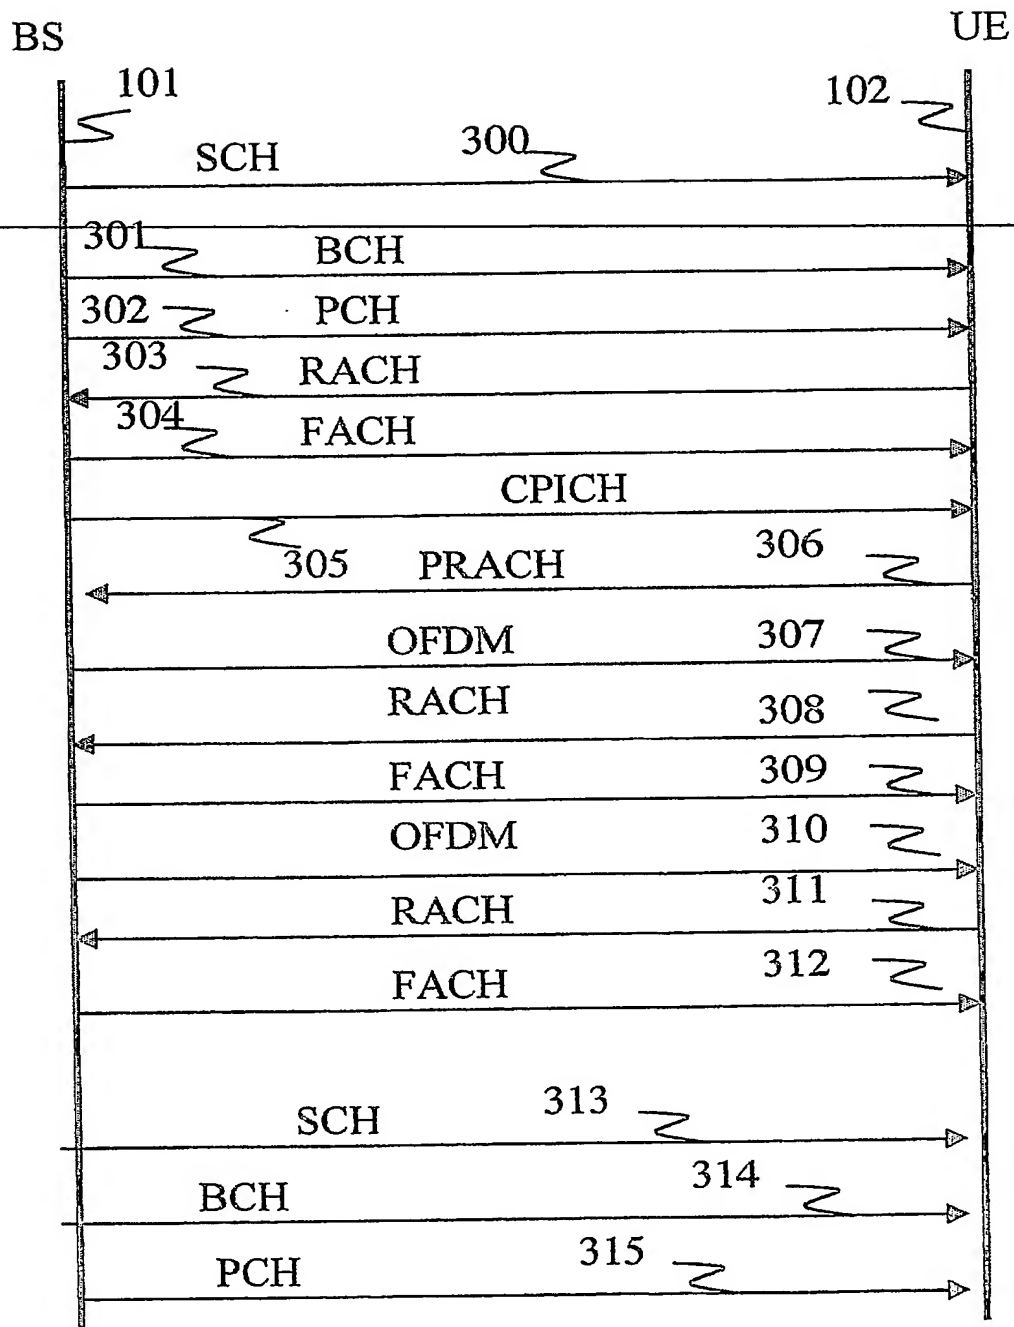 BS UE
101 102
SCH 300
301 BCH
302 PCH
303 RACH
304 FACH
CPICH
305 PRACH 306
OFDM 307
RACH 308
FACH 309
OFDM 310
RACH 311
FACH 312
SCH 313
BCH 314
PCH 315